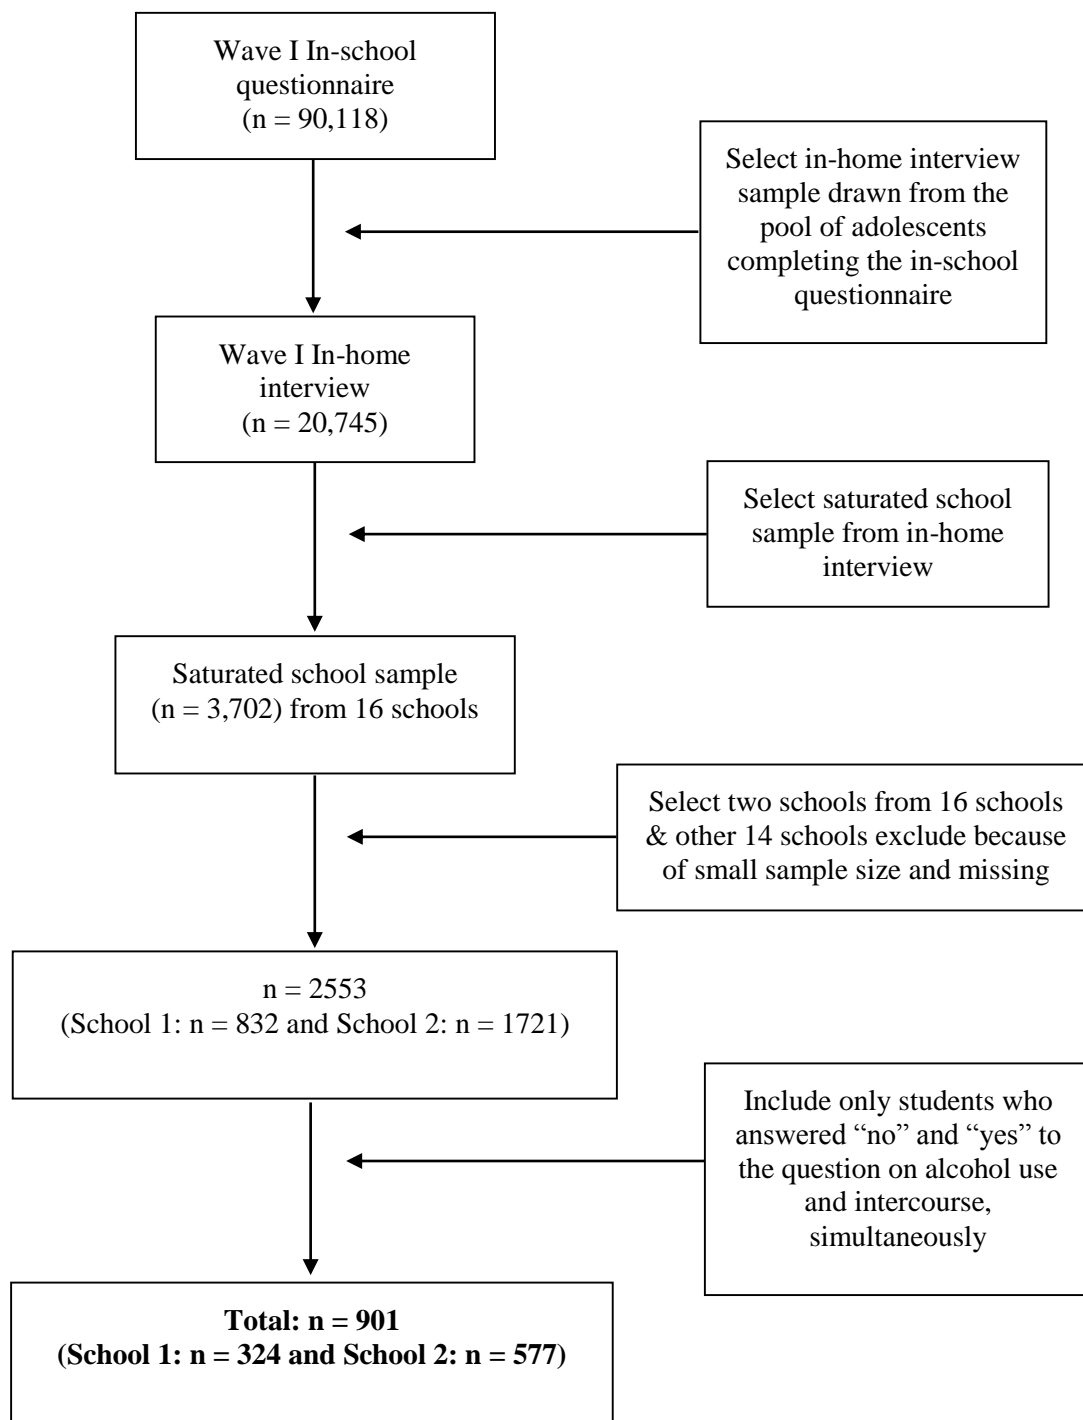 Wave I In-school
questionnaire
(n = 90,118)
Select in-home interview
sample drawn from the
pool of adolescents
completing the in-school
questionnaire
Wave I In-home
interview
(n = 20,745)
Select saturated school
sample from in-home
interview
Saturated school sample
(n = 3,702) from 16 schools
Select two schools from 16 schools
& other 14 schools exclude because
of small sample size and missing
n = 2553
(School 1: n = 832 and School 2: n = 1721)
Include only students who
answered “no” and “yes” to
the question on alcohol use
and intercourse,
simultaneously
Total: n = 901
(School 1: n = 324 and School 2: n = 577)